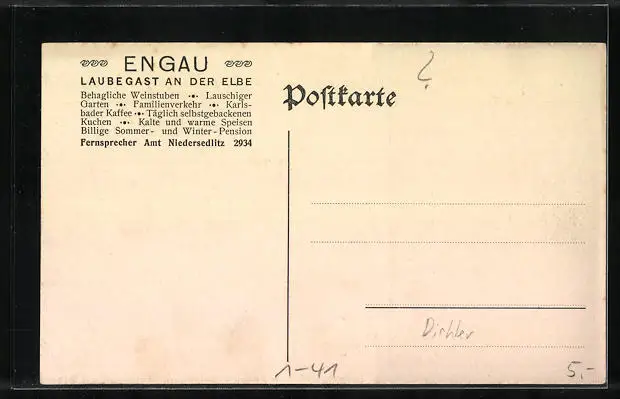 ENGAU
LAUBEGAST AN DER ELBE
Behagliche Weinstuben · Lauschiger
Garten · Familienverkehr · Karls-
bader Kaffee · Täglich selbstgebackenen
Kuchen · Kalte und warme Speisen
Billige Sommer- und Winter-Pension
Fernsprecher Amt Niedersedlitz 2934
?
Postkarte
Dichter
1-41
5,-